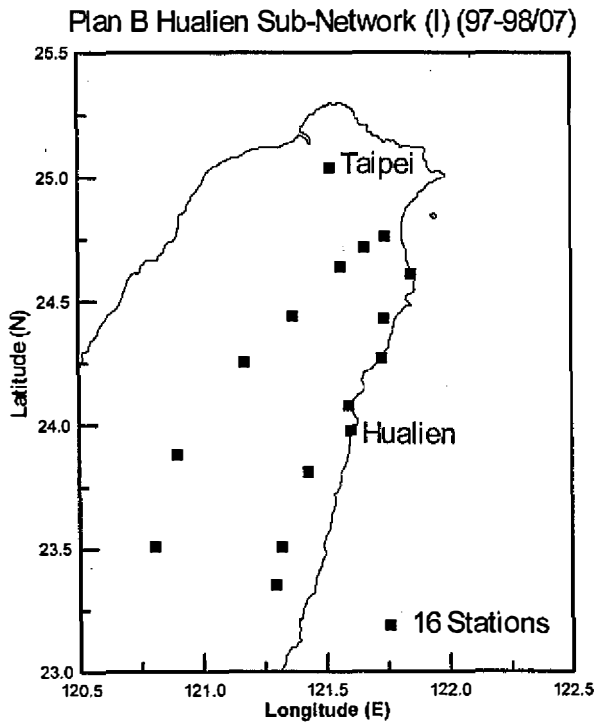 Plan B Hualien Sub-Network (I) (97-98/07)
25.5
Taipei
25.0
24.5
Latitude (N)
24.0
Hualien
23.5
16 Stations
23.0
120.5 121.0 121.5 122.0 122.5
Longitude (E)